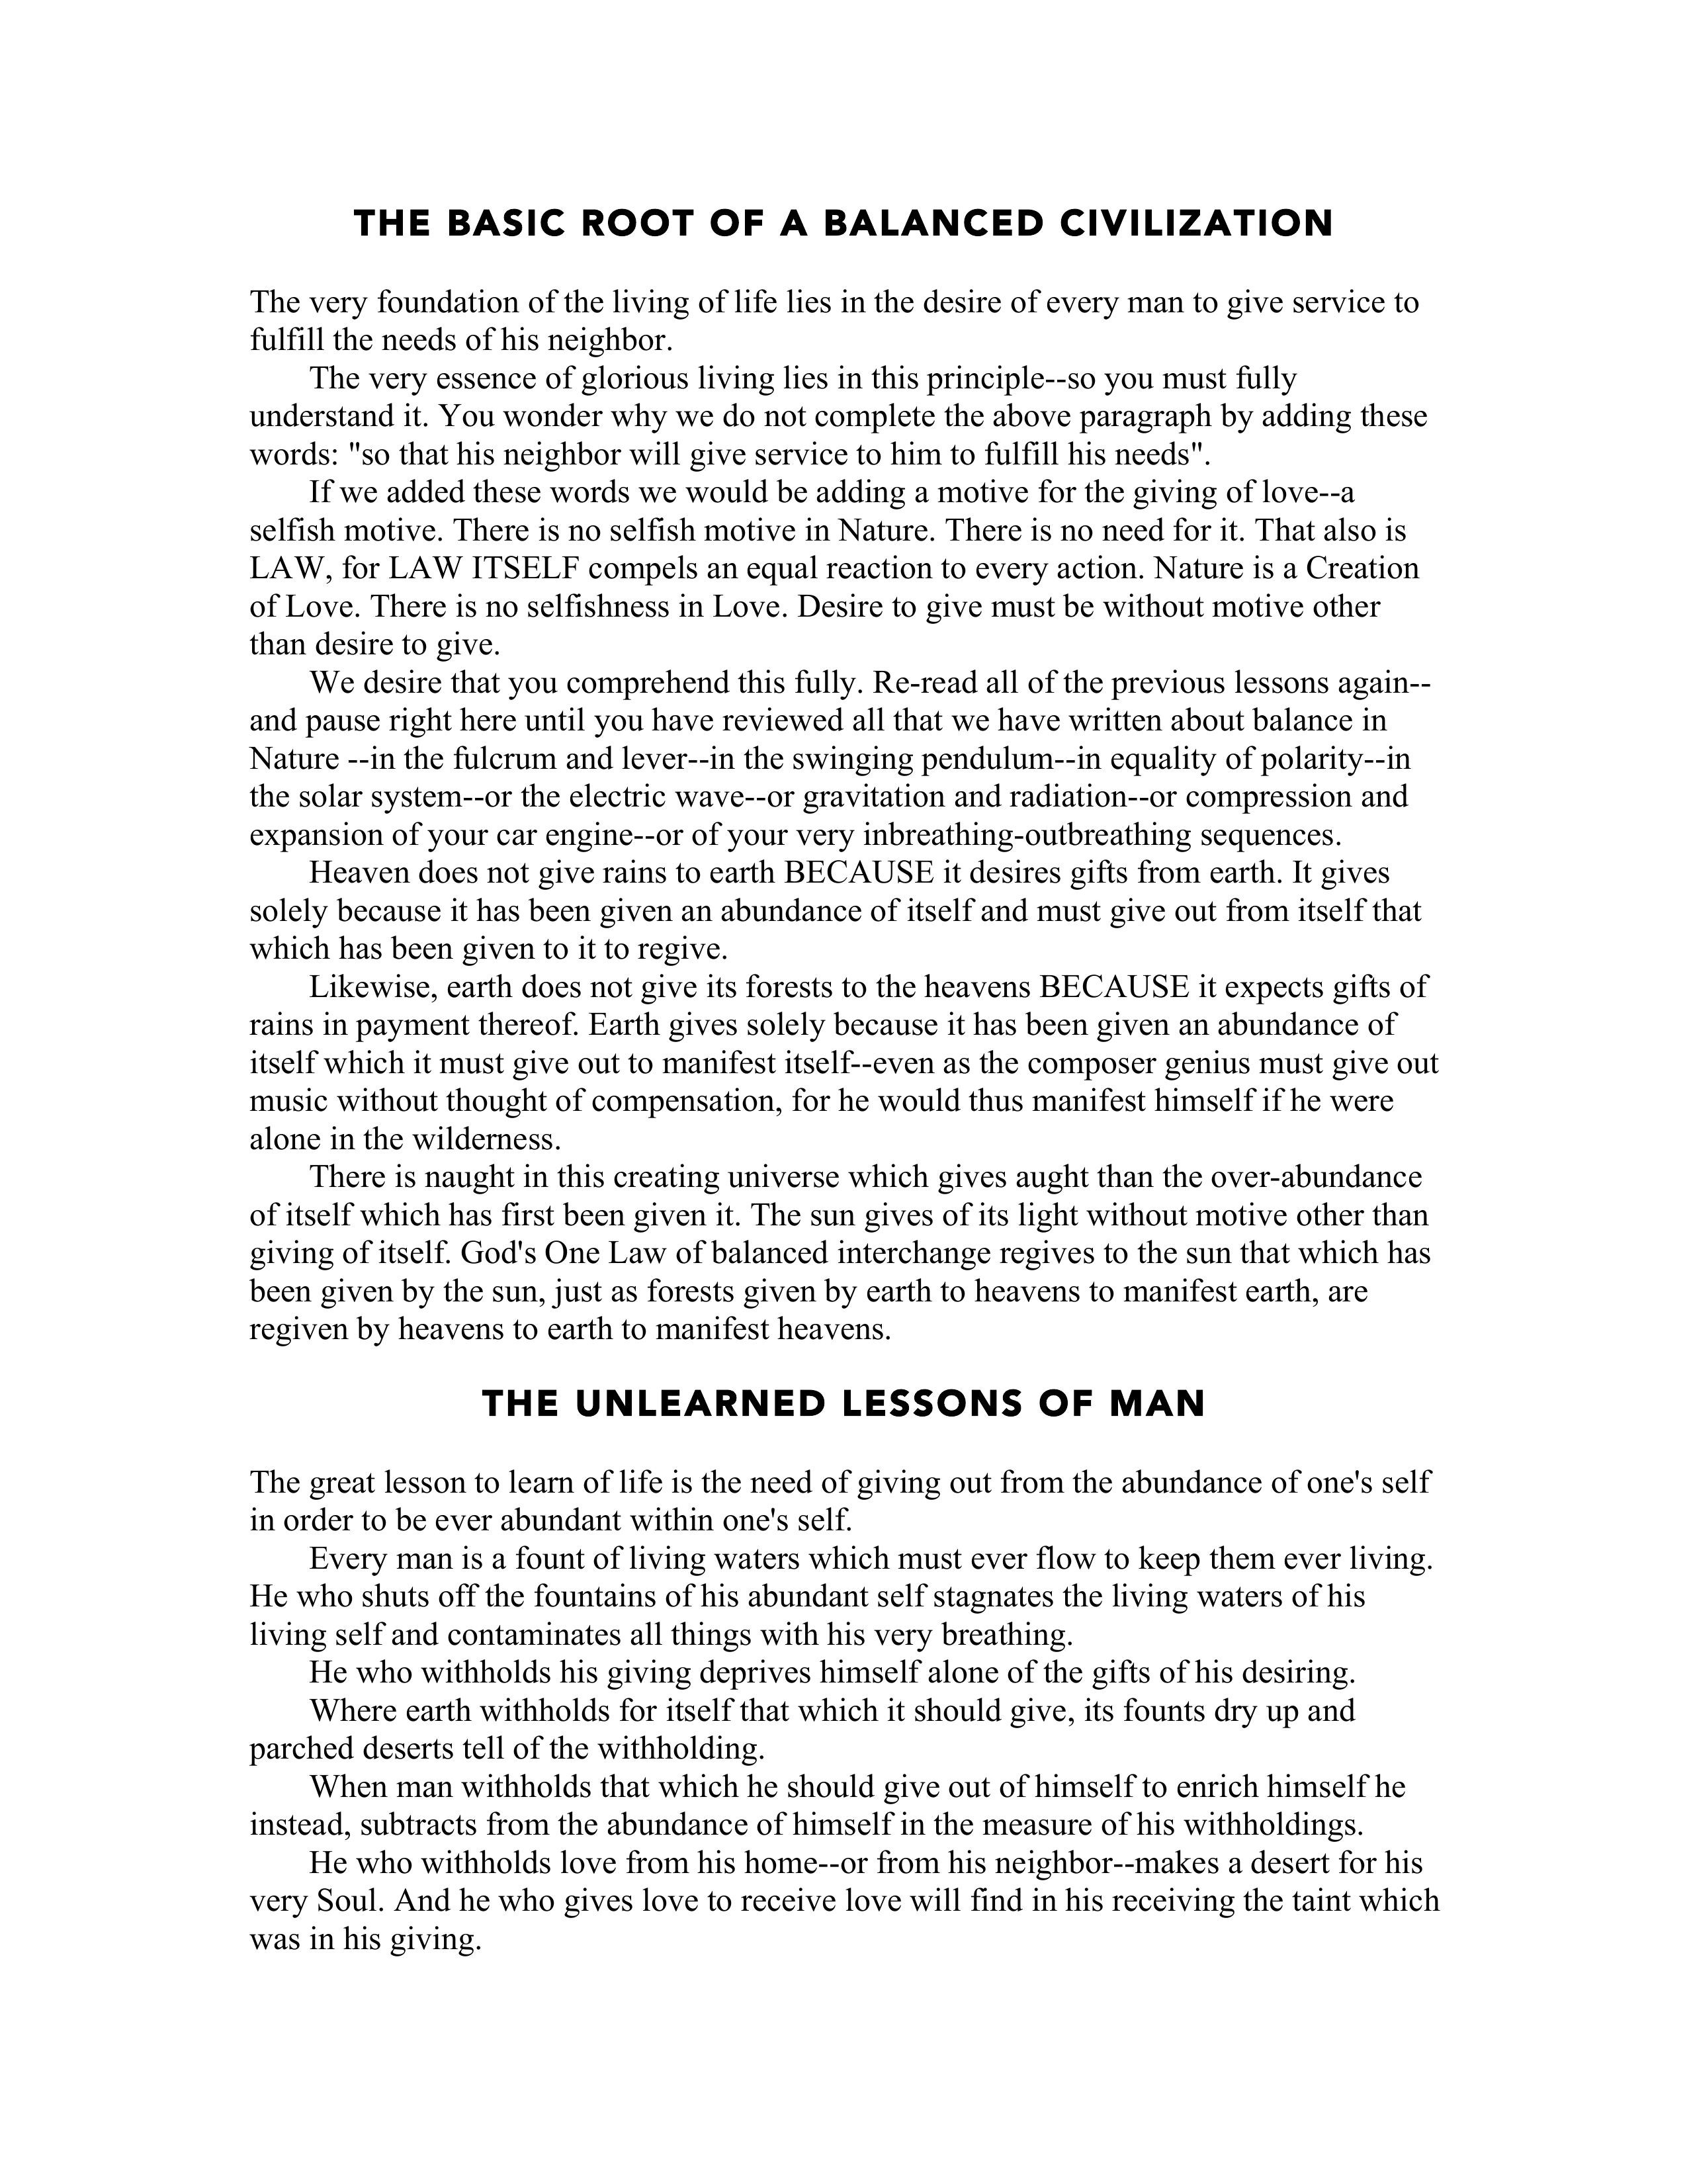 THE BASIC ROOT OF A BALANCED CIVILIZATION
The very foundation of the living of life lies in the desire of every man to give service to
fulfill the needs of his neighbor.
The very essence of glorious living lies in this principle--so you must fully
understand it. You wonder why we do not complete the above paragraph by adding these
words: "so that his neighbor will give service to him to fulfill his needs".
If we added these words we would be adding a motive for the giving of love--a
selfish motive. There is no selfish motive in Nature. There is no need for it. That also is
LAW, for LAW ITSELF compels an equal reaction to every action. Nature is a Creation
of Love. There is no selfishness in Love. Desire to give must be without motive other
than desire to give.
We desire that you comprehend this fully. Re-read all of the previous lessons again--
and pause right here until you have reviewed all that we have written about balance in
Nature --in the fulcrum and lever--in the swinging pendulum--in equality of polarity--in
the solar system--or the electric wave--or gravitation and radiation--or compression and
expansion of your car engine--or of your very inbreathing-outbreathing sequences.
Heaven does not give rains to earth BECAUSE it desires gifts from earth. It gives
solely because it has been given an abundance of itself and must give out from itself that
which has been given to it to regive.
Likewise, earth does not give its forests to the heavens BECAUSE it expects gifts of
rains in payment thereof. Earth gives solely because it has been given an abundance of
itself which it must give out to manifest itself--even as the composer genius must give out
music without thought of compensation, for he would thus manifest himself if he were
alone in the wilderness.
There is naught in this creating universe which gives aught than the over-abundance
of itself which has first been given it. The sun gives of its light without motive other than
giving of itself. God's One Law of balanced interchange regives to the sun that which has
been given by the sun, just as forests given by earth to heavens to manifest earth, are
regiven by heavens to earth to manifest heavens.
THE UNLEARNED LESSONS OF MAN
The great lesson to learn of life is the need of giving out from the abundance of one's self
in order to be ever abundant within one's self.
Every man is a fount of living waters which must ever flow to keep them ever living.
He who shuts off the fountains of his abundant self stagnates the living waters of his
living self and contaminates all things with his very breathing.
He who withholds his giving deprives himself alone of the gifts of his desiring.
Where earth withholds for itself that which it should give, its founts dry up and
parched deserts tell of the withholding.
When man withholds that which he should give out of himself to enrich himself he
instead, subtracts from the abundance of himself in the measure of his withholdings.
He who withholds love from his home--or from his neighbor--makes a desert for his
very Soul. And he who gives love to receive love will find in his receiving the taint which
was in his giving.